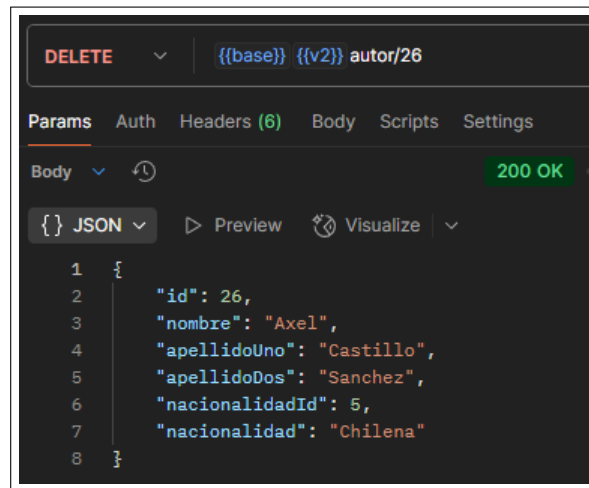 DELETE {{base}} {{v2}} autor/26
Params Auth Headers (6) Body Scripts Settings
Body 200 OK
{} JSON Preview Visualize
1 {
2 "id": 26,
3 "nombre": "Axel",
4 "apellidoUno": "Castillo",
5 "apellidoDos": "Sanchez",
6 "nacionalidadId": 5,
7 "nacionalidad": "Chilena"
8 }